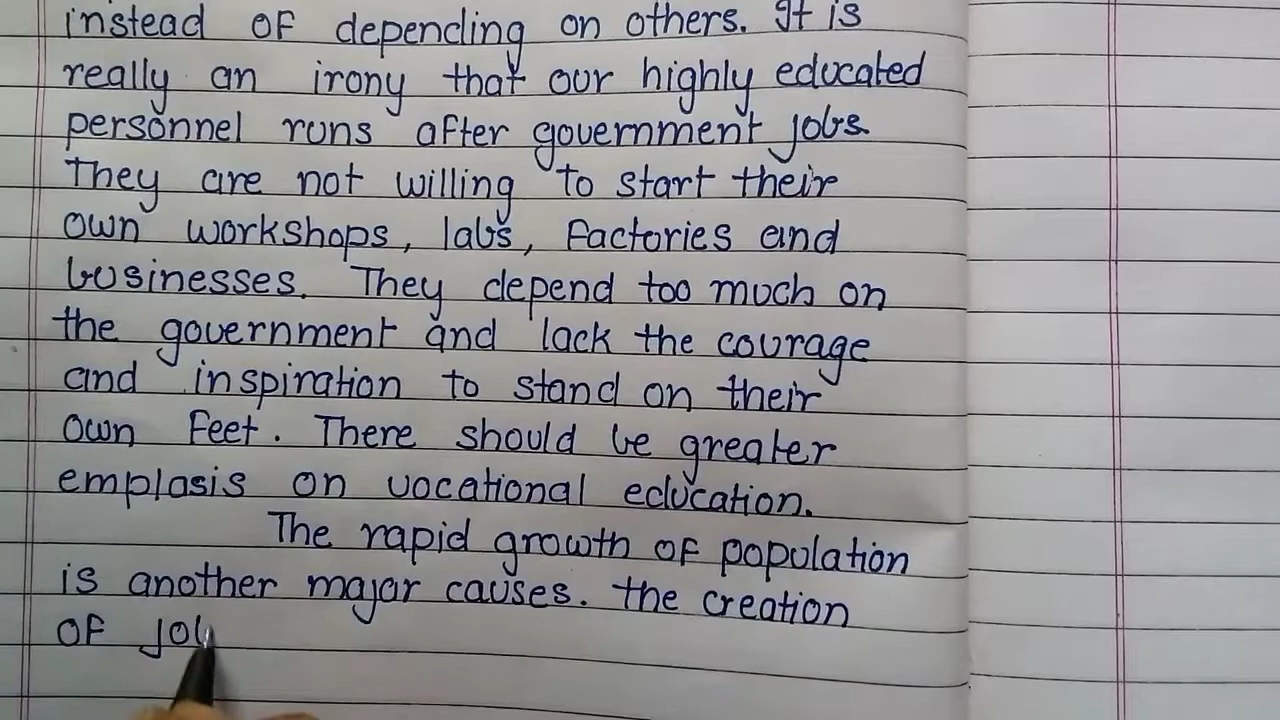 instead of depending on others. It is
really an irony that our highly educated
personnel runs after government jobs.
They are not willing to start their
own workshops, labs, factories and
businesses. They depend too much on
the government and lack the courage
and inspiration to stand on their
own feet. There should be greater
emplasis on vocational education.
The rapid growth of population
is another major causes. the creation
of job